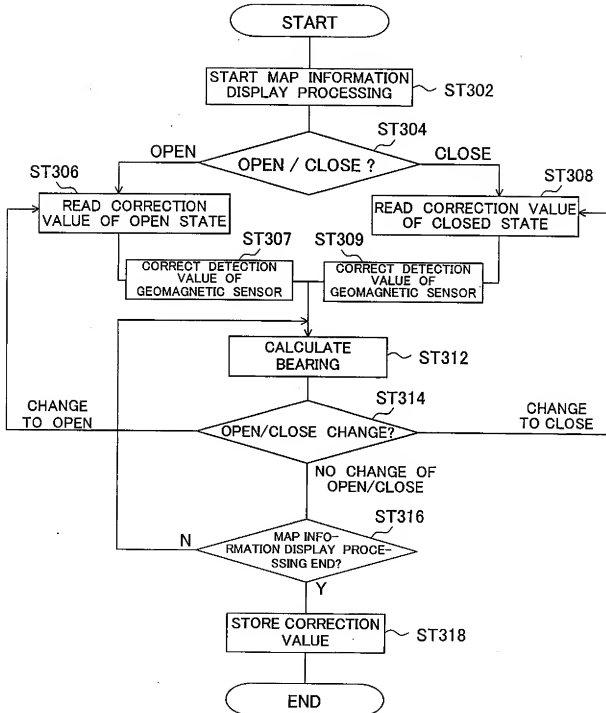 START
START MAP INFORMATION
DISPLAY PROCESSING
ST302
ST304
OPEN
OPEN / CLOSE ?
CLOSE
ST306
READ CORRECTION
VALUE OF OPEN STATE
ST308
READ CORRECTION VALUE
OF CLOSED STATE
ST307
CORRECT DETECTION
VALUE OF
GEOMAGNETIC SENSOR
ST309
CORRECT DETECTION
VALUE OF
GEOMAGNETIC SENSOR
CALCULATE
BEARING
ST312
ST314
CHANGE
TO OPEN
OPEN/CLOSE CHANGE?
CHANGE
TO CLOSE
NO CHANGE OF
OPEN/CLOSE
ST316
N
MAP INFO-
RMATION DISPLAY PROCE-
SSING END?
Y
STORE CORRECTION
VALUE
ST318
END